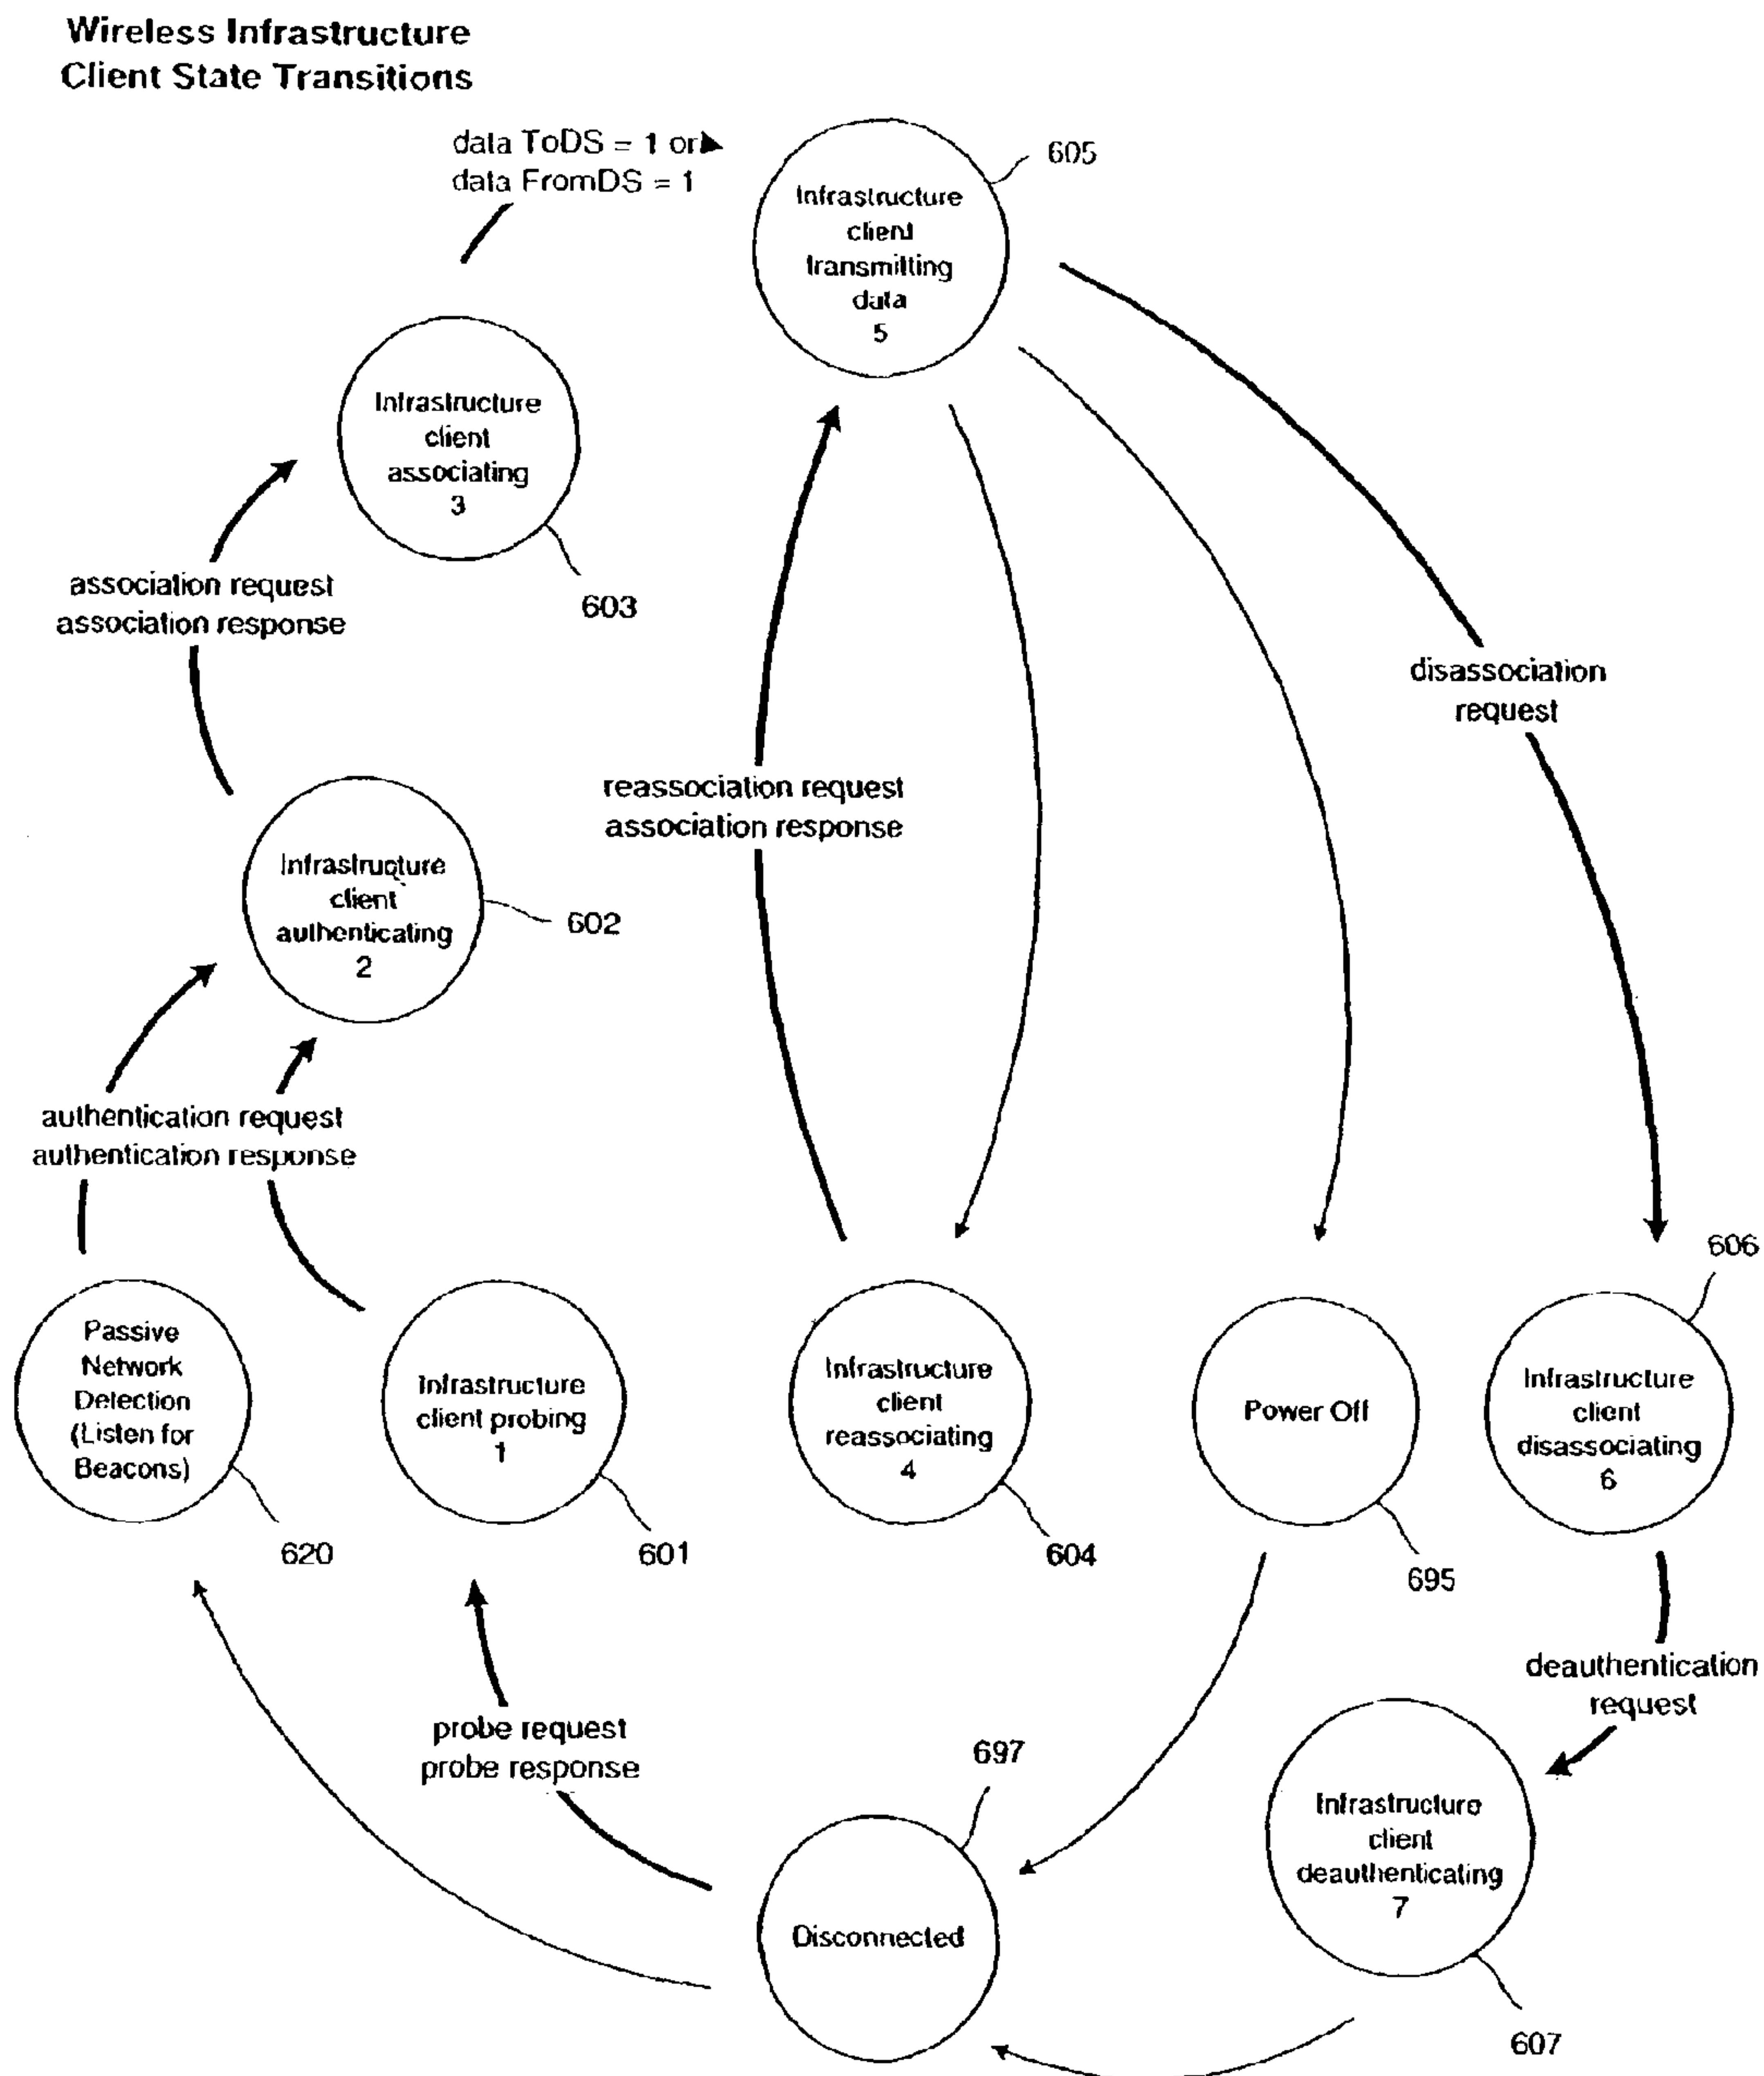 Wireless Infrastructure
Client State Transitions
data ToDS = 1 or
data FromDS = 1
Infrastructure
client
transmitting
data
5
605
Infrastructure
client
associating
3
603
association request
association response
disassociation
request
reassociation request
association response
Infrastructure
client
authenticating
2
602
authentication request
authentication response
606
Passive
Network
Detection
(Listen for
Beacons)
620
Infrastructure
client probing
1
601
Infrastructure
client
reassociating
4
604
Power Off
695
Infrastructure
client
disassociating
6
deauthentication
request
probe request
probe response
697
Disconnected
Infrastructure
client
deauthenticating
7
607